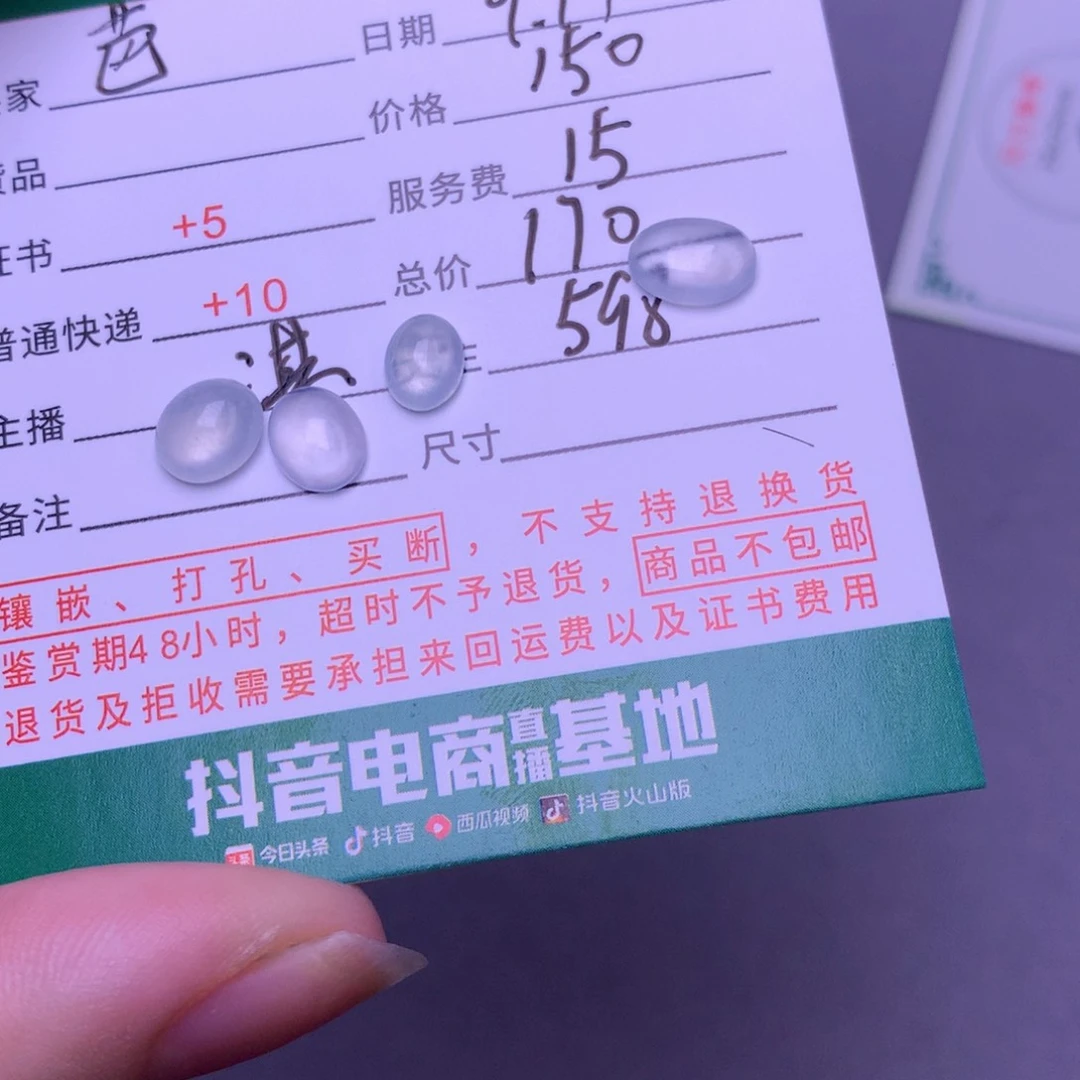 家 日期
150
品 价格
15
证书 +5 服务费
170
普通快递 +10 总价
598
主播 淇
备注 尺寸
镶嵌、打孔、买断，不支持退换货
鉴赏期48小时，超时不予退货，商品不包邮
退货及拒收需要承担来回运费以及证书费用
抖音电商直播基地
头条 今日头条 抖音 西瓜视频 抖音火山版